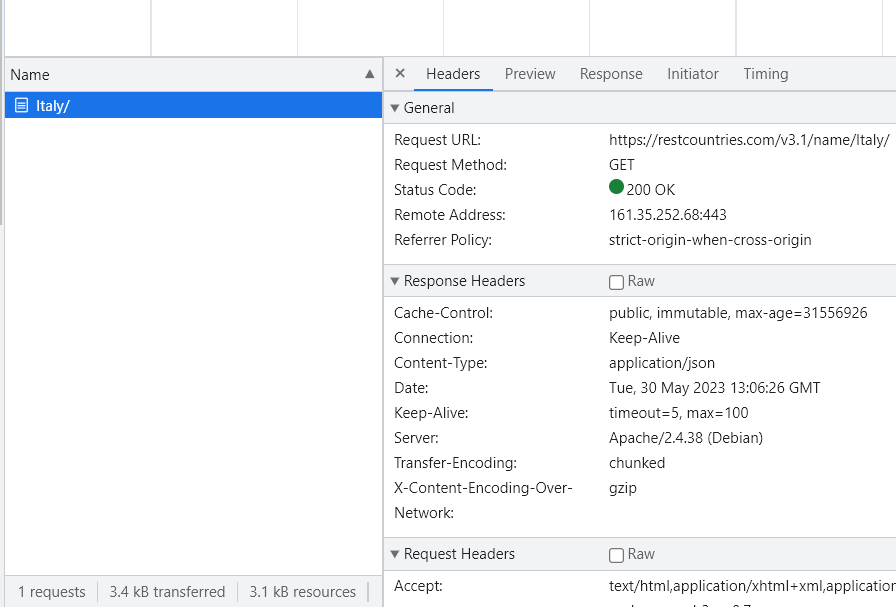 Name
Italy/
1 requests 3.4 kB transferred 3.1 kB resources
Headers Preview Response Initiator Timing
General
Request URL: https://restcountries.com/v3.1/name/Italy/
Request Method: GET
Status Code: 200 OK
Remote Address: 161.35.252.68:443
Referrer Policy: strict-origin-when-cross-origin
Response Headers Raw
Cache-Control: public, immutable, max-age=31556926
Connection: Keep-Alive
Content-Type: application/json
Date: Tue, 30 May 2023 13:06:26 GMT
Keep-Alive: timeout=5, max=100
Server: Apache/2.4.38 (Debian)
Transfer-Encoding: chunked
X-Content-Encoding-Over- gzip
Network:
Request Headers Raw
Accept: text/html,application/xhtml+xml,application